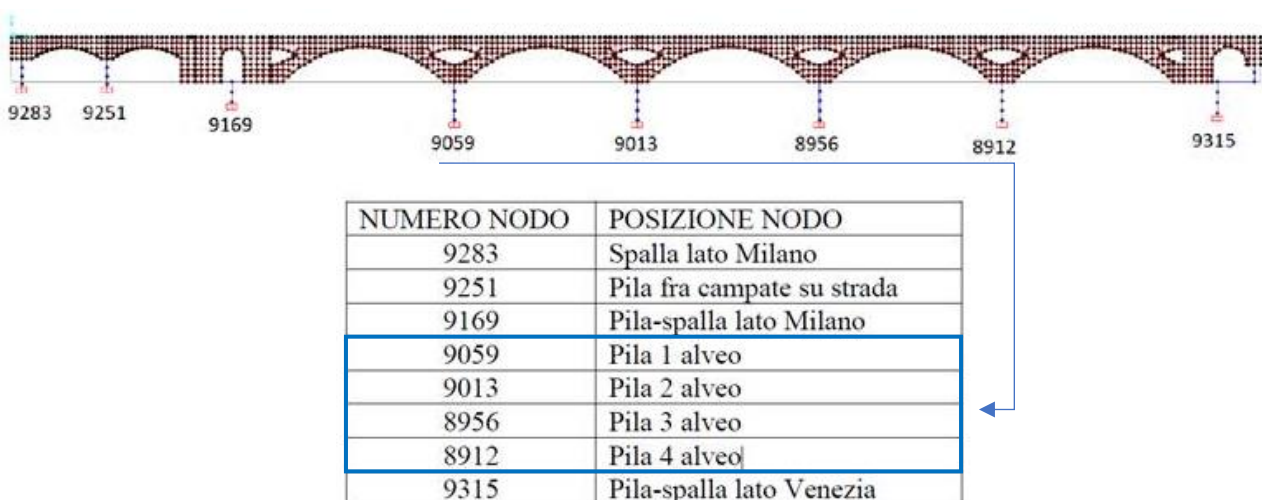 9283 9251 9169 9059 9013 8956 8912 9315
NUMERO NODO POSIZIONE NODO
9283 Spalla lato Milano
9251 Pila fra campate su strada
9169 Pila-spalla lato Milano
9059 Pila 1 alveo
9013 Pila 2 alveo
8956 Pila 3 alveo
8912 Pila 4 alveo
9315 Pila-spalla lato Venezia